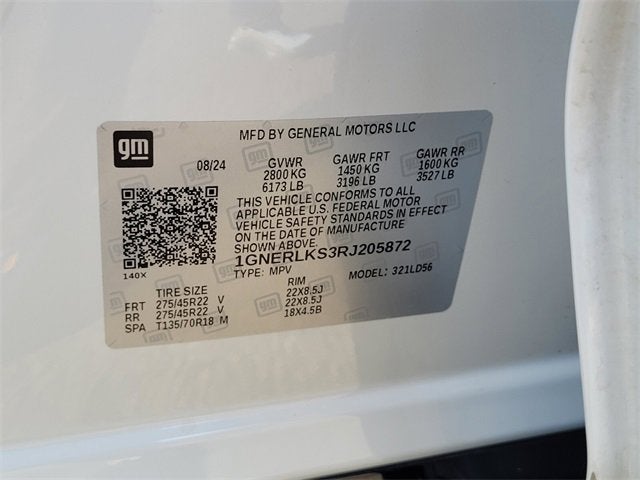 MFD BY GENERAL MOTORS LLC
gm
08/24 GVWR GAWR FRT GAWR RR
2800 KG 1450 KG 1600 KG
6173 LB 3196 LB 3527 LB
THIS VEHICLE CONFORMS TO ALL
APPLICABLE U.S. FEDERAL MOTOR
VEHICLE SAFETY STANDARDS IN EFFECT
ON THE DATE OF MANUFACTURE
SHOWN ABOVE.
1GNERLKS3RJ205872
140X TYPE: MPV MODEL: 321LD56
TIRE SIZE RIM
FRT 275/45R22 V 22X8.5J
RR 275/45R22 V 22X8.5J
SPA T135/70R18 M 18X4.5B